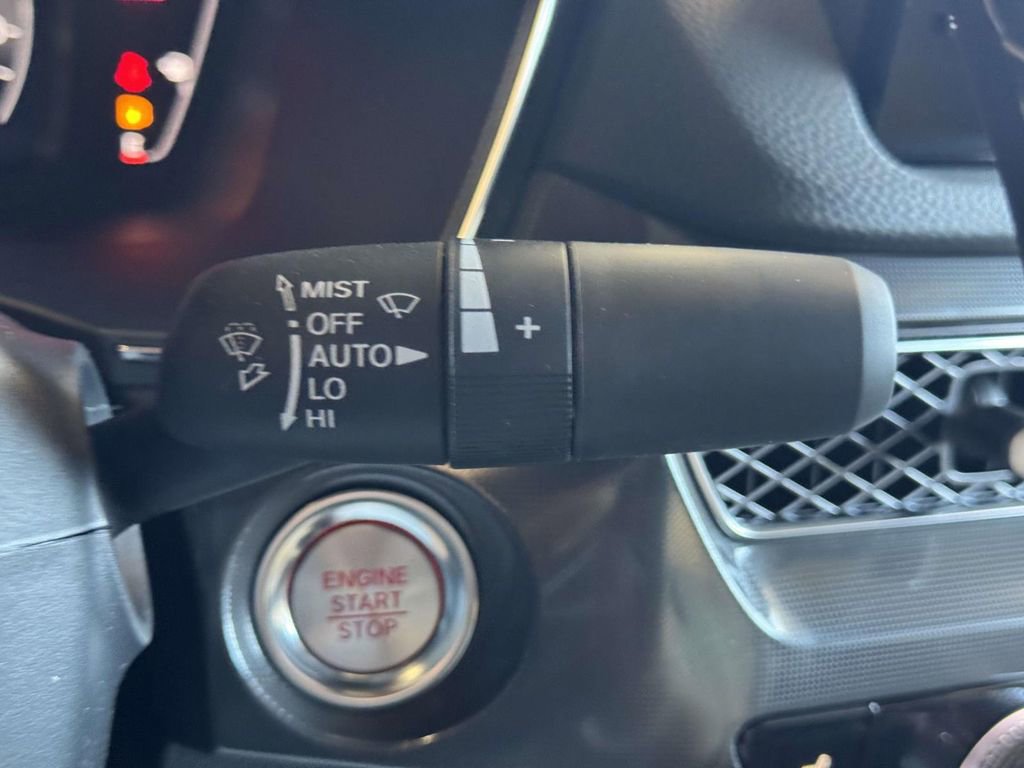 MIST
OFF
AUTO
LO
HI
+
ENGINE
START
STOP